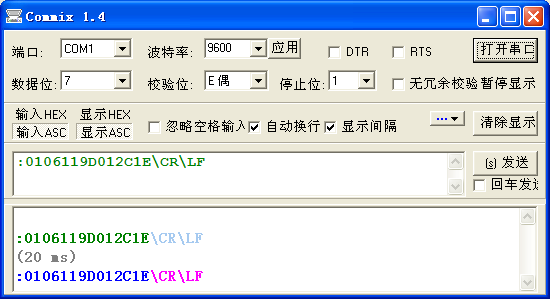 Commix 1.4
端口: COM1 波特率: 9600 应用 DTR RTS 打开串口
数据位: 7 校验位: E 偶 停止位: 1 无冗余校验 暂停显示
输入HEX 显示HEX
输入ASC 显示ASC 忽略空格输入 自动换行 显示间隔 ... 清除显示
:0106119D012C1E\CR\LF [s] 发送
回车发送
:0106119D012C1E\CR\LF
(20 ms)
:0106119D012C1E\CR\LF